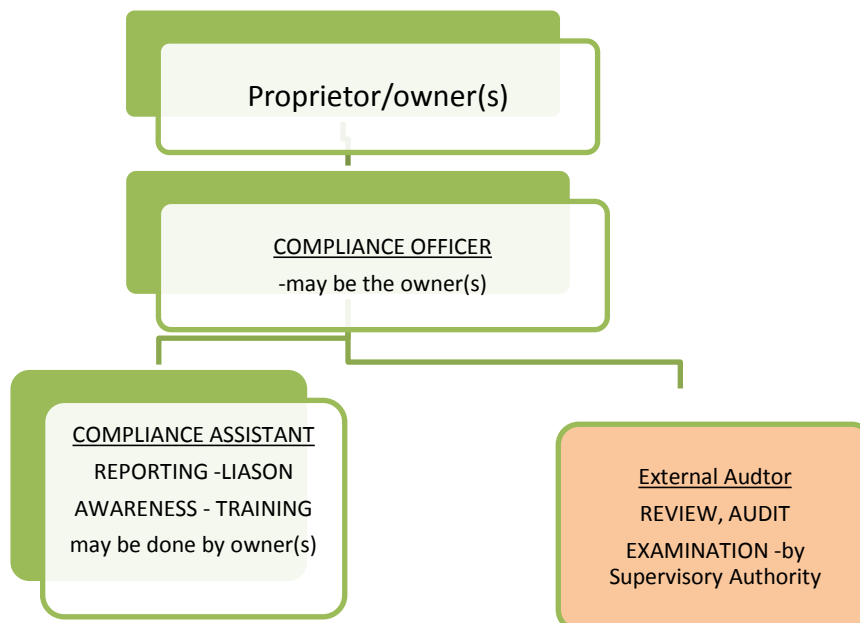 Proprietor/owner(s)
COMPLIANCE OFFICER
-may be the owner(s)
COMPLIANCE ASSISTANT
REPORTING -LIASON
AWARENESS - TRAINING
may be done by owner(s)
External Audtor
REVIEW, AUDIT
EXAMINATION -by
Supervisory Authority